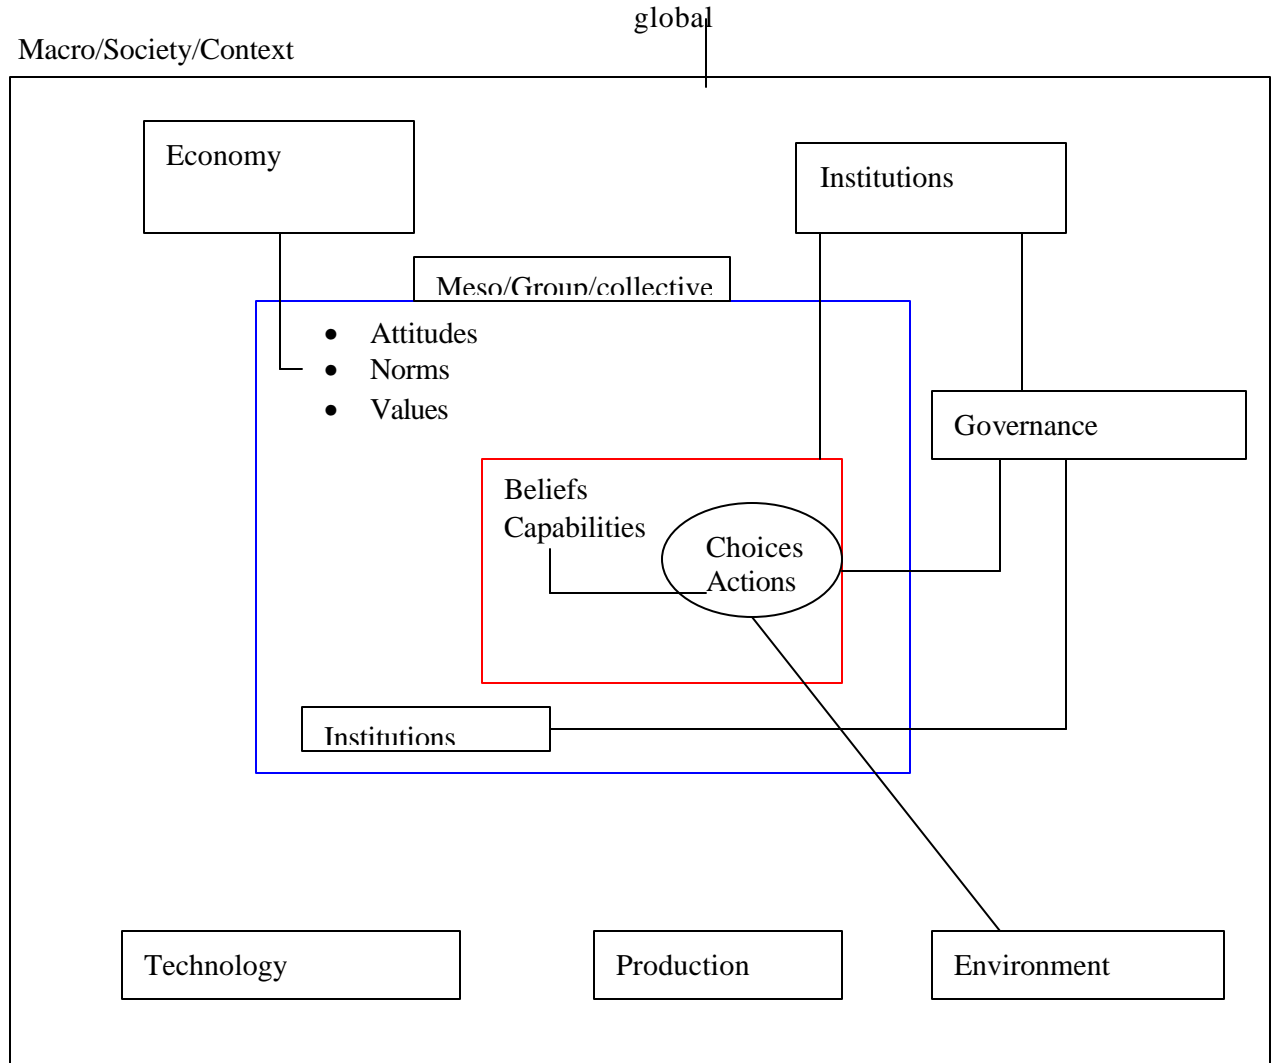 global
Macro/Society/Context
Economy
Institutions
Meso/Group/collective
• Attitudes
• Norms
• Values
Governance
Beliefs
Capabilities
Choices
Actions
Institutions
Technology
Production
Environment